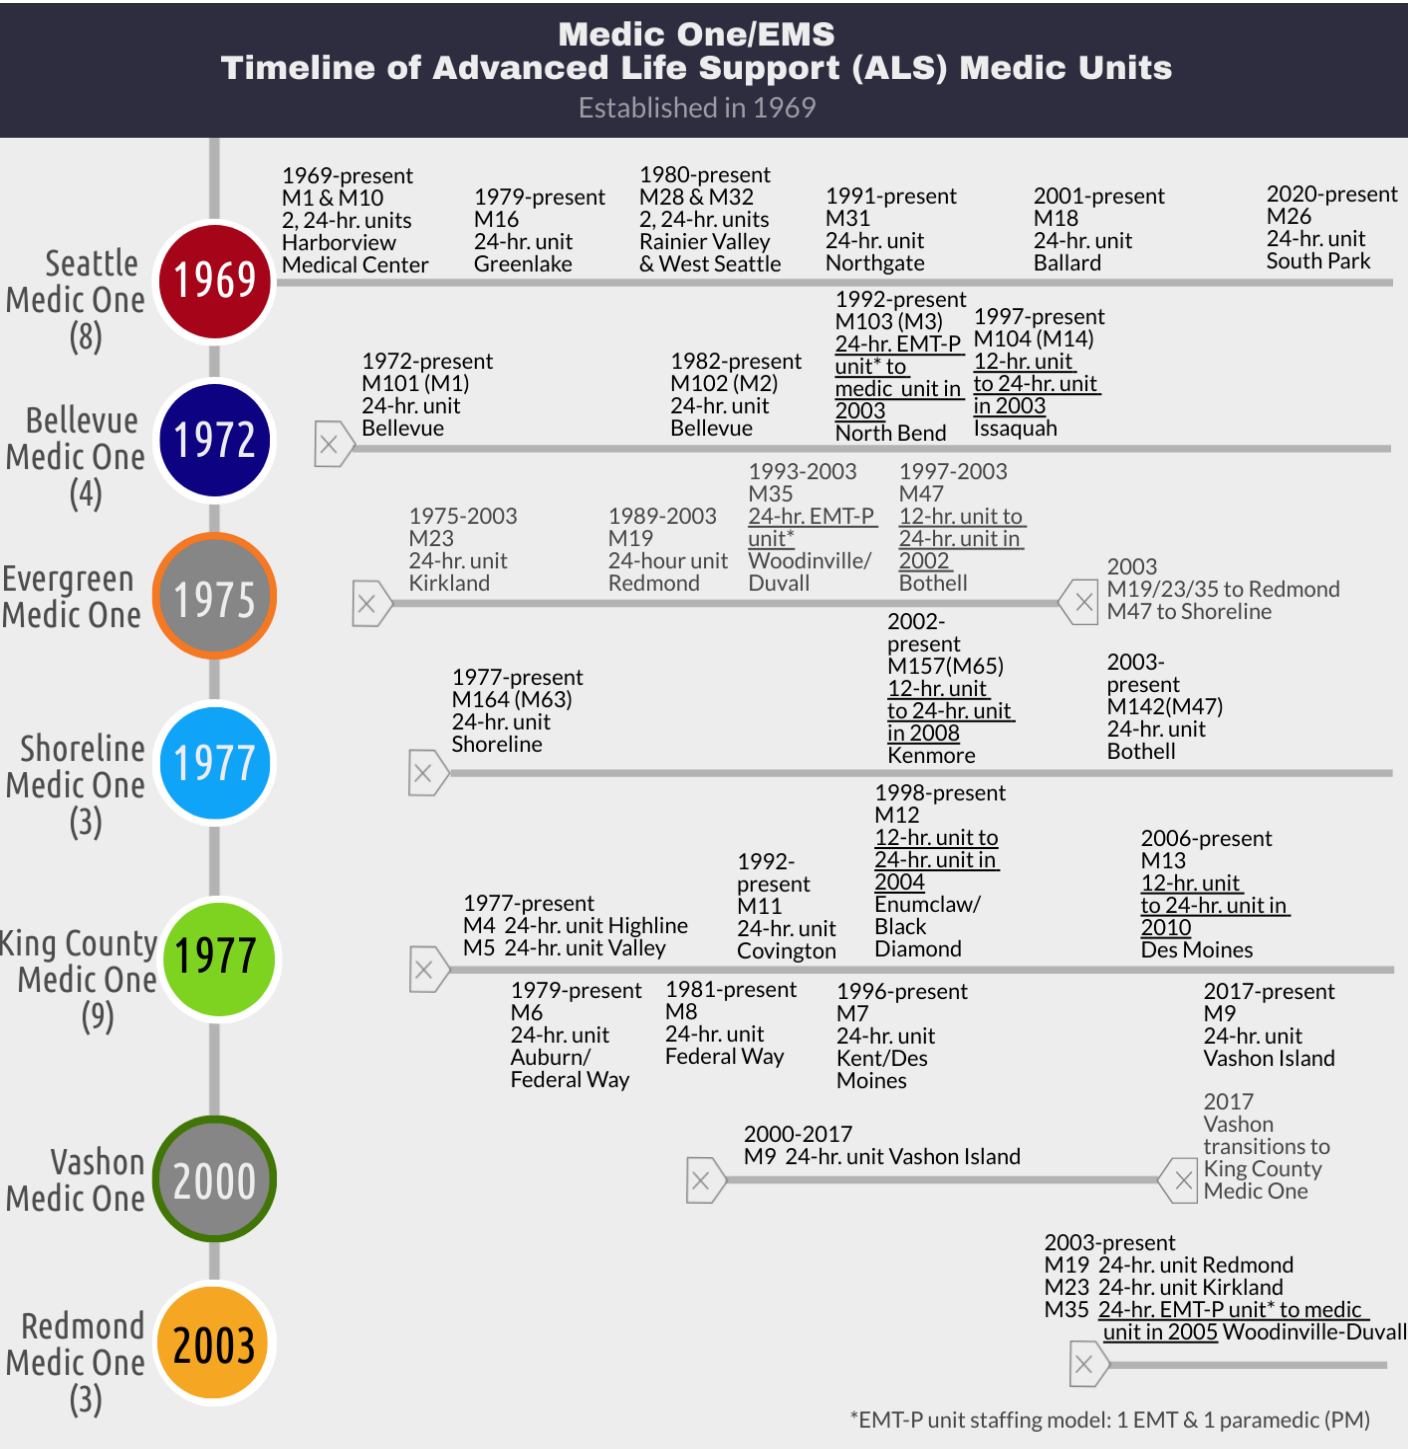 Medic One/EMS
Timeline of Advanced Life Support (ALS) Medic Units
Established in 1969
Seattle
Medic One
(8)
1969
1969-present
M1 & M10
2, 24-hr. units
Harborview
Medical Center
1979-present
M16
24-hr. unit
Greenlake
1980-present
M28 & M32
2, 24-hr. units
Rainier Valley
& West Seattle
1991-present
M31
24-hr. unit
Northgate
2001-present
M18
24-hr. unit
Ballard
2020-present
M26
24-hr. unit
South Park
Bellevue
Medic One
(4)
1972
1972-present
M101 (M1)
24-hr. unit
Bellevue
1982-present
M102 (M2)
24-hr. unit
Bellevue
1992-present
M103 (M3)
24-hr. EMT-P
unit* to
medic unit in
2003
North Bend
1997-present
M104 (M14)
12-hr. unit
to 24-hr. unit
in 2003
Issaquah
Evergreen
Medic One
1975
1975-2003
M23
24-hr. unit
Kirkland
1989-2003
M19
24-hour unit
Redmond
1993-2003
M35
24-hr. EMT-P
unit*
Woodinville/
Duvall
1997-2003
M47
12-hr. unit to
24-hr. unit in
2002
Bothell
2003
M19/23/35 to Redmond
M47 to Shoreline
Shoreline
Medic One
(3)
1977
1977-present
M164 (M63)
24-hr. unit
Shoreline
2002-
present
M157(M65)
12-hr. unit
to 24-hr. unit
in 2008
Kenmore
2003-
present
M142(M47)
24-hr. unit
Bothell
King County
Medic One
(9)
1977
1977-present
M4 24-hr. unit Highline
M5 24-hr. unit Valley
1992-
present
M11
24-hr. unit
Covington
1998-present
M12
12-hr. unit to
24-hr. unit in
2004
Enumclaw/
Black
Diamond
2006-present
M13
12-hr. unit
to 24-hr. unit in
2010
Des Moines
1979-present
M6
24-hr. unit
Auburn/
Federal Way
1981-present
M8
24-hr. unit
Federal Way
1996-present
M7
24-hr. unit
Kent/Des
Moines
2017-present
M9
24-hr. unit
Vashon Island
Vashon
Medic One
2000
2000-2017
M9 24-hr. unit Vashon Island
2017
Vashon
transitions to
King County
Medic One
Redmond
Medic One
(3)
2003
2003-present
M19 24-hr. unit Redmond
M23 24-hr. unit Kirkland
M35 24-hr. EMT-P unit* to medic
unit in 2005 Woodinville-Duvall
*EMT-P unit staffing model: 1 EMT & 1 paramedic (PM)